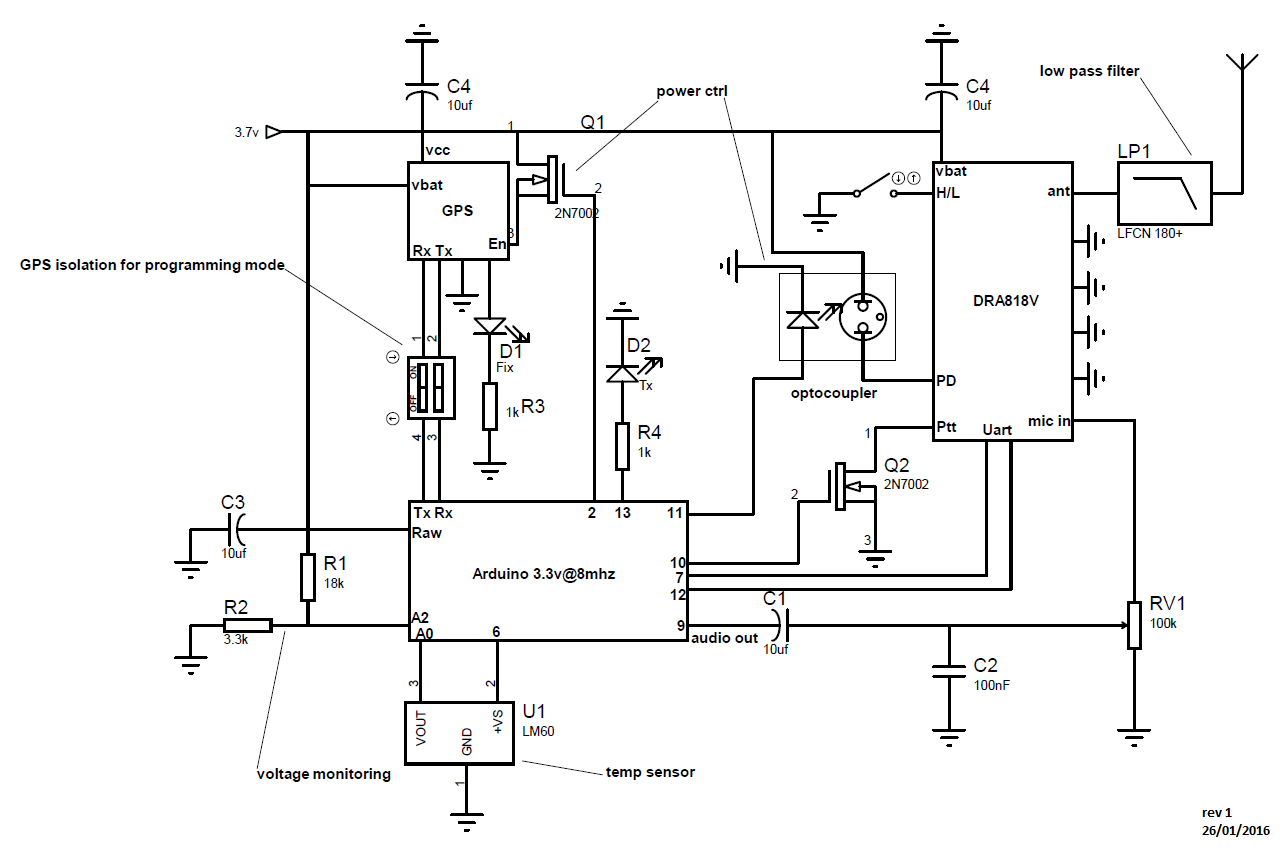 C4
10uf
C4
10uf
low pass filter
power ctrl
3.7v
1
Q1
vcc
vbat
GPS
En
Rx Tx
2
3
2N7002
vbat
H/L
ant
LP1
LFCN 180+
GPS isolation for programming mode
DRA818V
1
2
ON
OFF
4
3
D1
Fix
1k
R3
D2
Tx
R4
1k
optocoupler
PD
Ptt
Uart
mic in
1
Q2
2N7002
2
3
C3
10uf
Tx Rx
Raw
2
13
11
10
7
12
9
Arduino 3.3v@8mhz
R1
18k
R2
3.3k
A2
A0
6
audio out
C1
10uf
RV1
100k
C2
100nF
3
2
VOUT
GND
+VS
U1
LM60
1
voltage monitoring
temp sensor
rev 1
26/01/2016